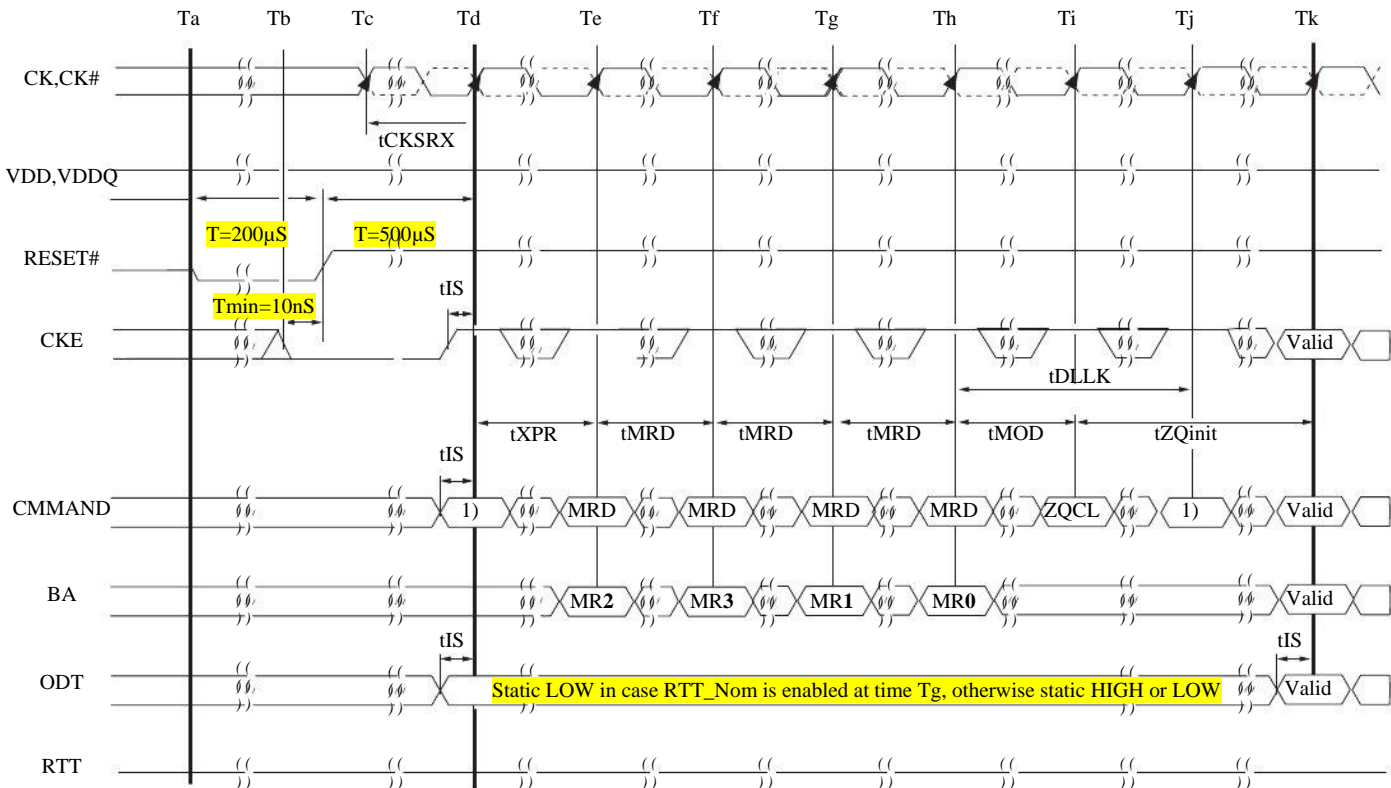 Ta Tb Tc Td Te Tf Tg Th Ti Tj Tk
CK,CK#
tCKSRX
VDD,VDDQ
T=200µS T=500µS
RESET#
Tmin=10nS tIS
CKE Valid
tDLLK
tXPR tMRD tMRD tMRD tMOD tZQinit
tIS
CMMAND 1) MRD MRD MRD MRD ZQCL 1) Valid
BA MR2 MR3 MR1 MR0 Valid
tIS tIS
ODT Static LOW in case RTT_Nom is enabled at time Tg, otherwise static HIGH or LOW Valid
RTT